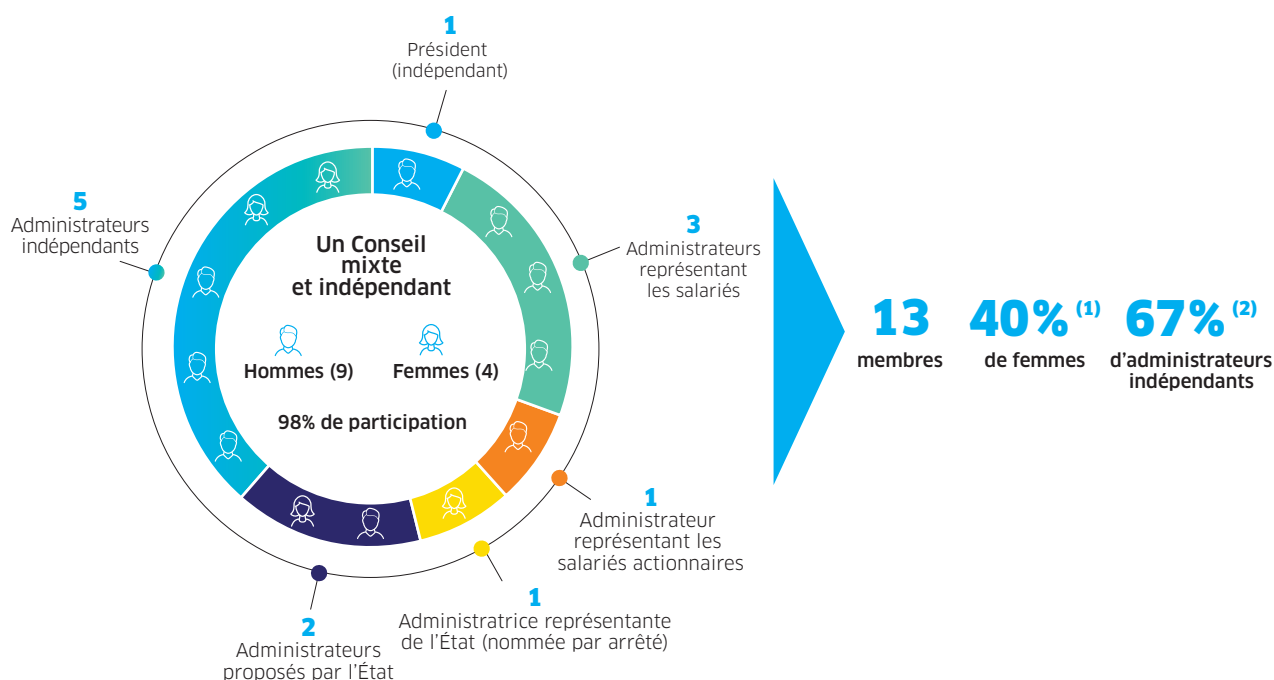 1
Président
(indépendant)
5
Administrateurs
indépendants
3
Administrateurs
représentant
les salariés
Un Conseil
mixte
et indépendant
Hommes (9)
Femmes (4)
98% de participation
1
Administrateur
représentant les
salariés actionnaires
1
Administratrice représentante
de l'État (nommée par arrêté)
2
Administrateurs
proposés par l'État
13
membres
40% (1)
de femmes
67% (2)
d'administrateurs
indépendants